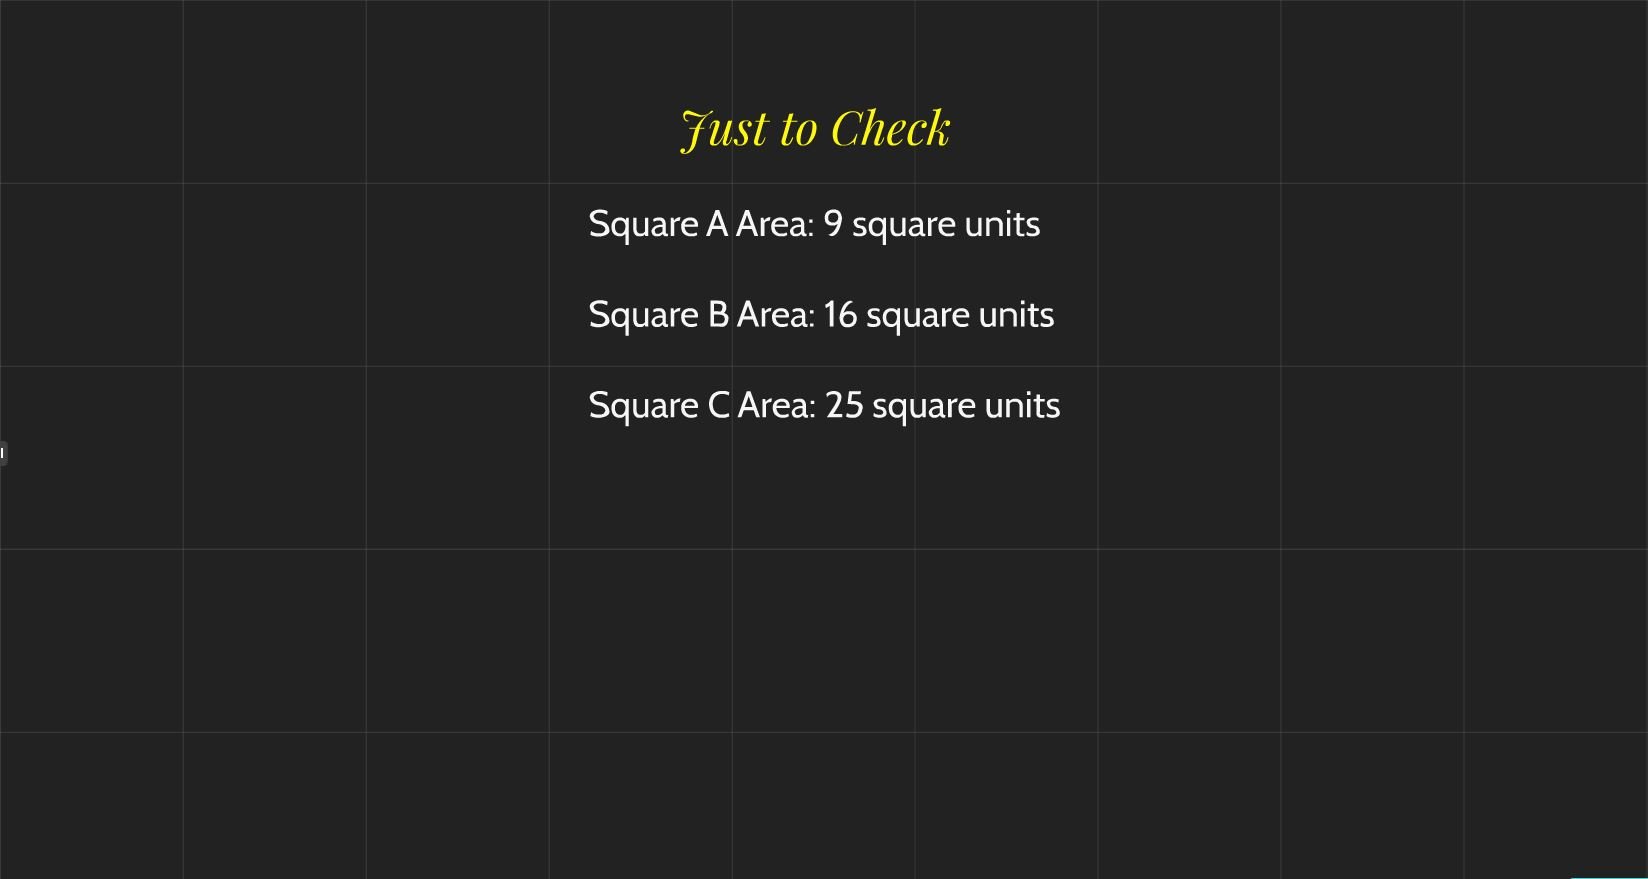 Just to Check
Square A Area: 9 square units
Square B Area: 16 square units
Square C Area: 25 square units